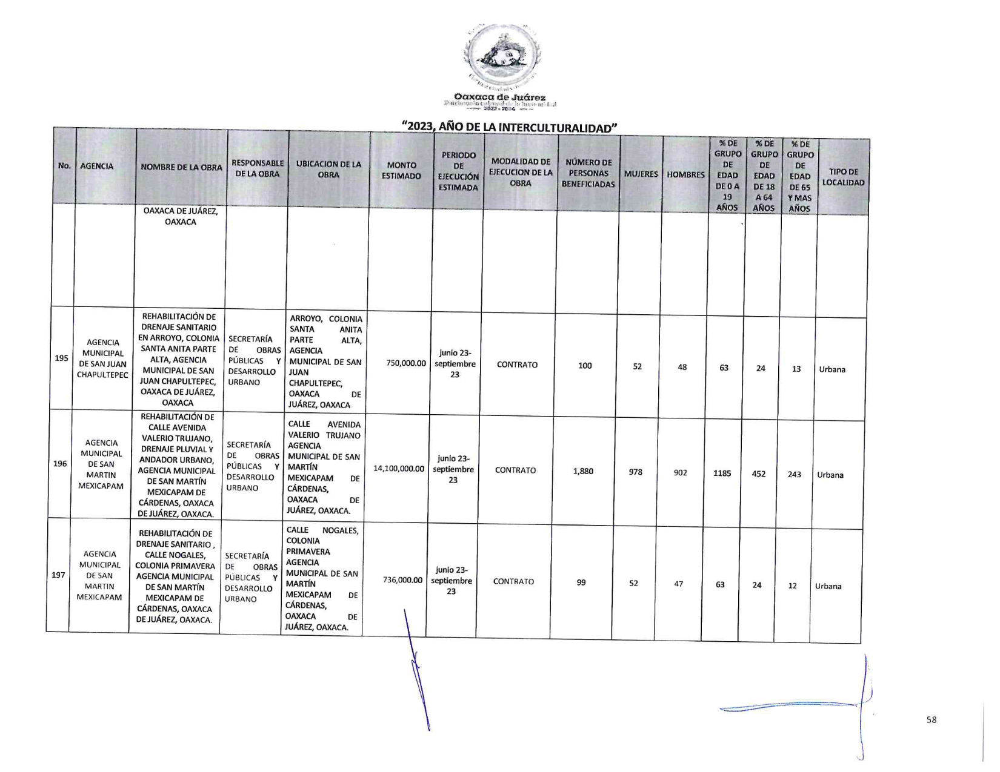 Oaxaca de Juárez
Patrimonio cultural de la humanidad
2022 - 2024
"2023, AÑO DE LA INTERCULTURALIDAD"
No.
AGENCIA
NOMBRE DE LA OBRA
RESPONSABLE
DE LA OBRA
UBICACION DE LA
OBRA
MONTO
ESTIMADO
PERIODO
DE
EJECUCIÓN
ESTIMADA
MODALIDAD DE
EJECUCION DE LA
OBRA
NÚMERO DE
PERSONAS
BENEFICIADAS
MUJERES
HOMBRES
% DE
GRUPO
DE
EDAD
DE 0 A
19
AÑOS
% DE
GRUPO
DE
EDAD
DE 18
A 64
AÑOS
% DE
GRUPO
DE
EDAD
DE 65
Y MAS
AÑOS
TIPO DE
LOCALIDAD
OAXACA DE JUÁREZ,
OAXACA
195
AGENCIA
MUNICIPAL
DE SAN JUAN
CHAPULTEPEC
REHABILITACIÓN DE
DRENAJE SANITARIO
EN ARROYO, COLONIA
SANTA ANITA PARTE
ALTA, AGENCIA
MUNICIPAL DE SAN
JUAN CHAPULTEPEC,
OAXACA DE JUÁREZ,
OAXACA
SECRETARÍA
DE OBRAS
PÚBLICAS Y
DESARROLLO
URBANO
ARROYO, COLONIA
SANTA ANITA
PARTE ALTA,
AGENCIA
MUNICIPAL DE SAN
JUAN
CHAPULTEPEC,
OAXACA DE
JUÁREZ, OAXACA
750,000.00
junio 23-
septiembre
23
CONTRATO
100
52
48
63
24
13
Urbana
196
AGENCIA
MUNICIPAL
DE SAN
MARTIN
MEXICAPAM
REHABILITACIÓN DE
CALLE AVENIDA
VALERIO TRUJANO,
DRENAJE PLUVIAL Y
ANDADOR URBANO,
AGENCIA MUNICIPAL
DE SAN MARTÍN
MEXICAPAM DE
CÁRDENAS, OAXACA
DE JUÁREZ, OAXACA.
SECRETARÍA
DE OBRAS
PÚBLICAS Y
DESARROLLO
URBANO
CALLE AVENIDA
VALERIO TRUJANO
AGENCIA
MUNICIPAL DE SAN
MARTÍN
MEXICAPAM DE
CÁRDENAS,
OAXACA DE
JUÁREZ, OAXACA.
14,100,000.00
junio 23-
septiembre
23
CONTRATO
1,880
978
902
1185
452
243
Urbana
197
AGENCIA
MUNICIPAL
DE SAN
MARTIN
MEXICAPAM
REHABILITACIÓN DE
DRENAJE SANITARIO ,
CALLE NOGALES,
COLONIA PRIMAVERA
AGENCIA MUNICIPAL
DE SAN MARTÍN
MEXICAPAM DE
CÁRDENAS, OAXACA
DE JUÁREZ, OAXACA.
SECRETARÍA
DE OBRAS
PÚBLICAS Y
DESARROLLO
URBANO
CALLE NOGALES,
COLONIA
PRIMAVERA
AGENCIA
MUNICIPAL DE SAN
MARTÍN
MEXICAPAM DE
CÁRDENAS,
OAXACA DE
JUÁREZ, OAXACA.
736,000.00
junio 23-
septiembre
23
CONTRATO
99
52
47
63
24
12
Urbana
58